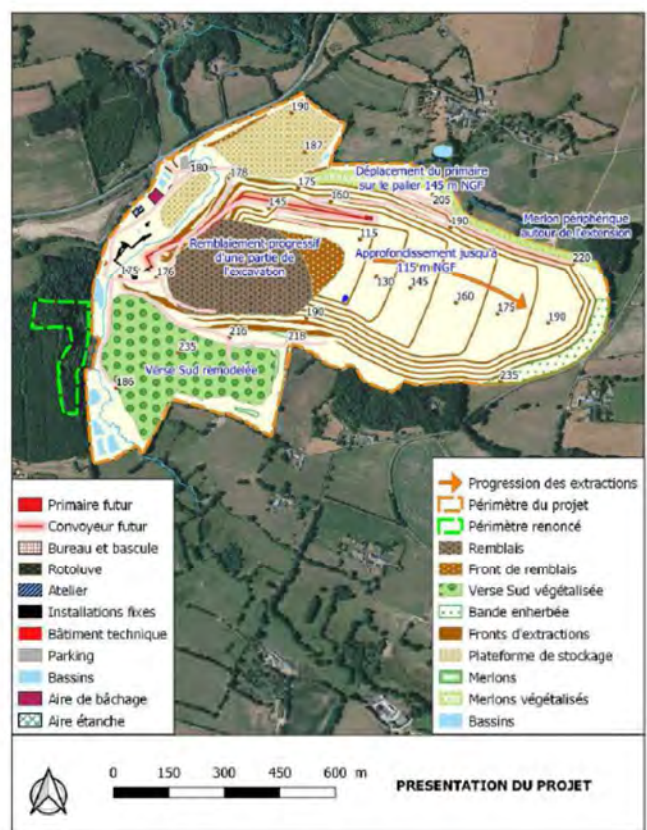 190
187
180
178
175
160
Déplacement du primaire
sur le palier 145 m NGF
205
145
190
Merlon périphérique
autour de l'extension
Remblaiement progressif
d'une partie de
l'excavation
115
Approfondissement jusqu'à
115 m NGF
220
175
176
130
145
160
175
190
190
216
218
235
Verse Sud remodelée
235
186
Primaire futur
Convoyeur futur
Bureau et bascule
Rotoluve
Atelier
Installations fixes
Bâtiment technique
Parking
Bassins
Aire de bâchage
Aire étanche
Progression des extractions
Périmètre du projet
Périmètre renoncé
Remblais
Front de remblais
Verse Sud végétalisée
Bande enherbée
Fronts d'extractions
Plateforme de stockage
Merlons
Merlons végétalisés
Bassins
0 150 300 450 600 m
PRESENTATION DU PROJET